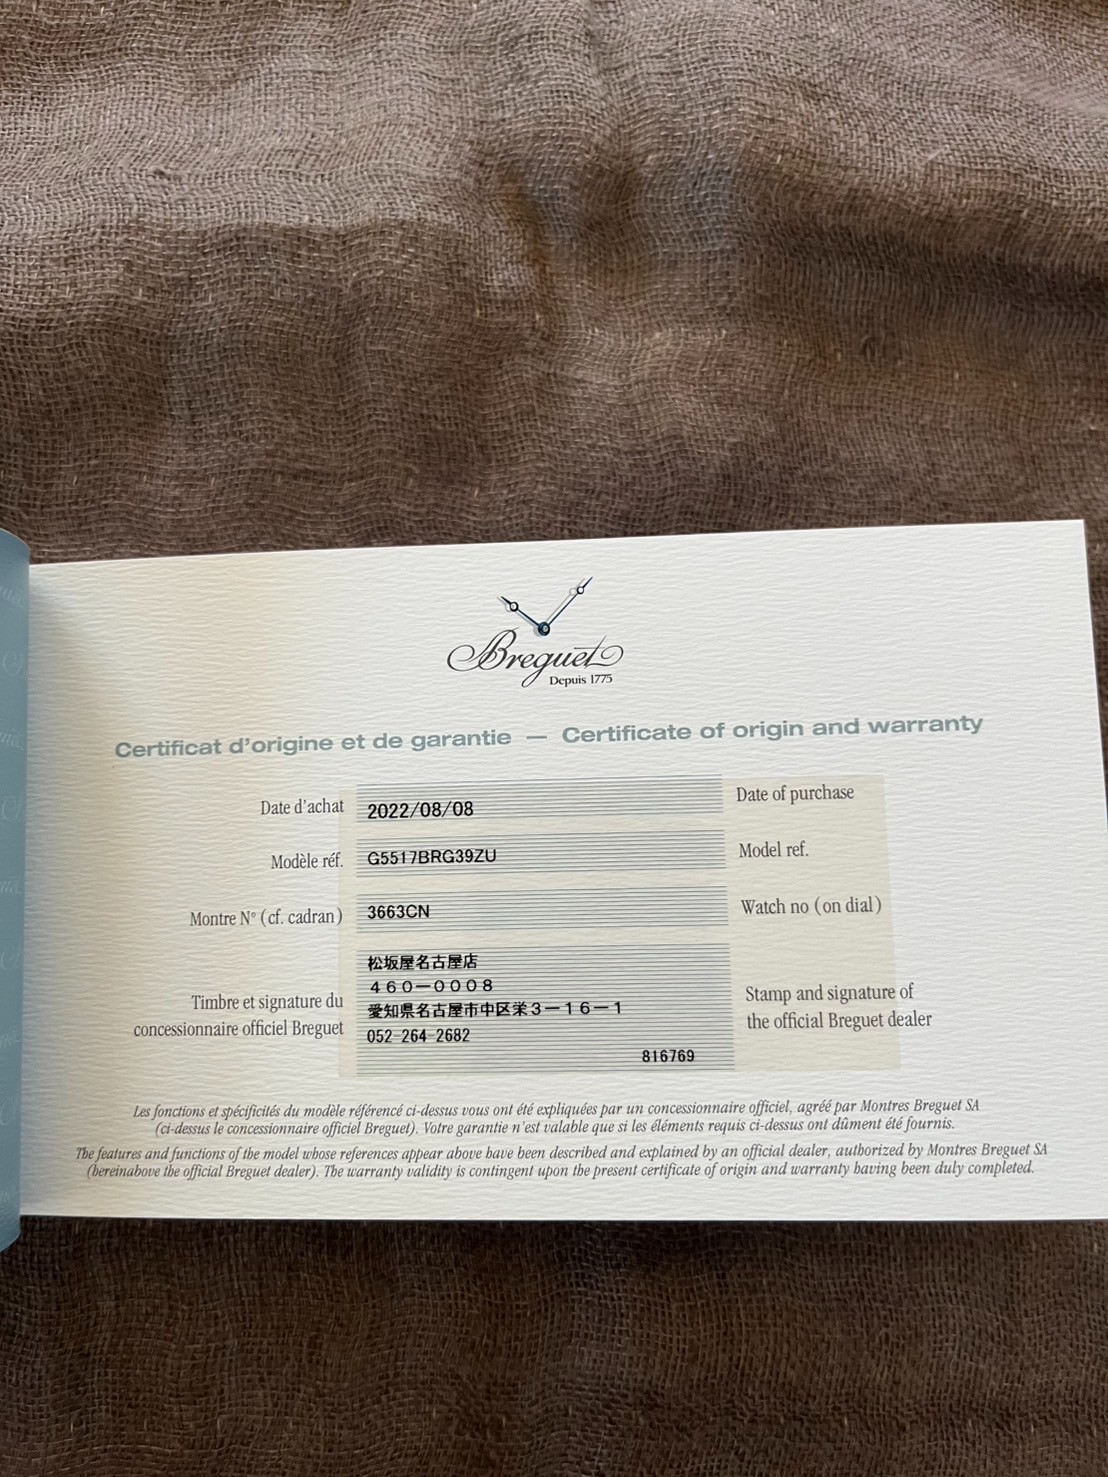 Breguet
Depuis 1775
Certificat d'origine et de garantie — Certificate of origin and warranty
Date d'achat 2022/08/08 Date of purchase
Modèle réf. G5517BRG39ZU Model ref.
Montre N° (cf. cadran) 3663CN Watch no (on dial)
松坂屋名古屋店
460-0008
Timbre et signature du
concessionnaire officiel Breguet
愛知県名古屋市中区栄3-16-1
052-264-2682
816769
Stamp and signature of
the official Breguet dealer
Les fonctions et spécificités du modèle référencé ci-dessus vous ont été expliquées par un concessionnaire officiel, agréé par Montres Breguet SA
(ci-dessus le concessionnaire officiel Breguet). Votre garantie n'est valable que si les éléments requis ci-dessus ont dûment été fournis.
The features and functions of the model whose references appear above have been described and explained by an official dealer, authorized by Montres Breguet SA
(hereinabove the official Breguet dealer). The warranty validity is contingent upon the present certificate of origin and warranty having been duly completed.